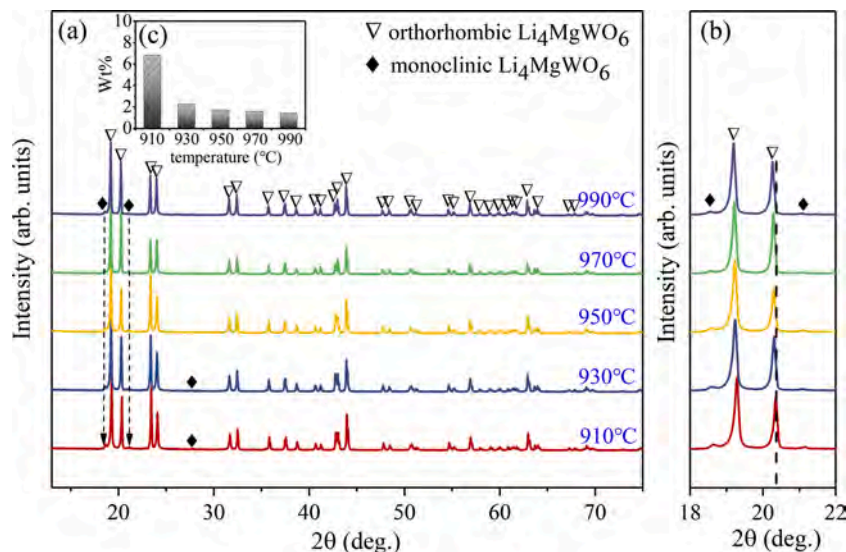 (a)
(c)
Wt%
10
8
6
4
2
0
910 930 950 970 990
temperature (℃)
▽ orthorhombic Li₄MgWO₆
◆ monoclinic Li₄MgWO₆
(b)
Intensity (arb. units)
990℃
970℃
950℃
930℃
910℃
20 30 40 50 60 70
2θ (deg.)
Intensity (arb. units)
18 20 22
2θ (deg.)